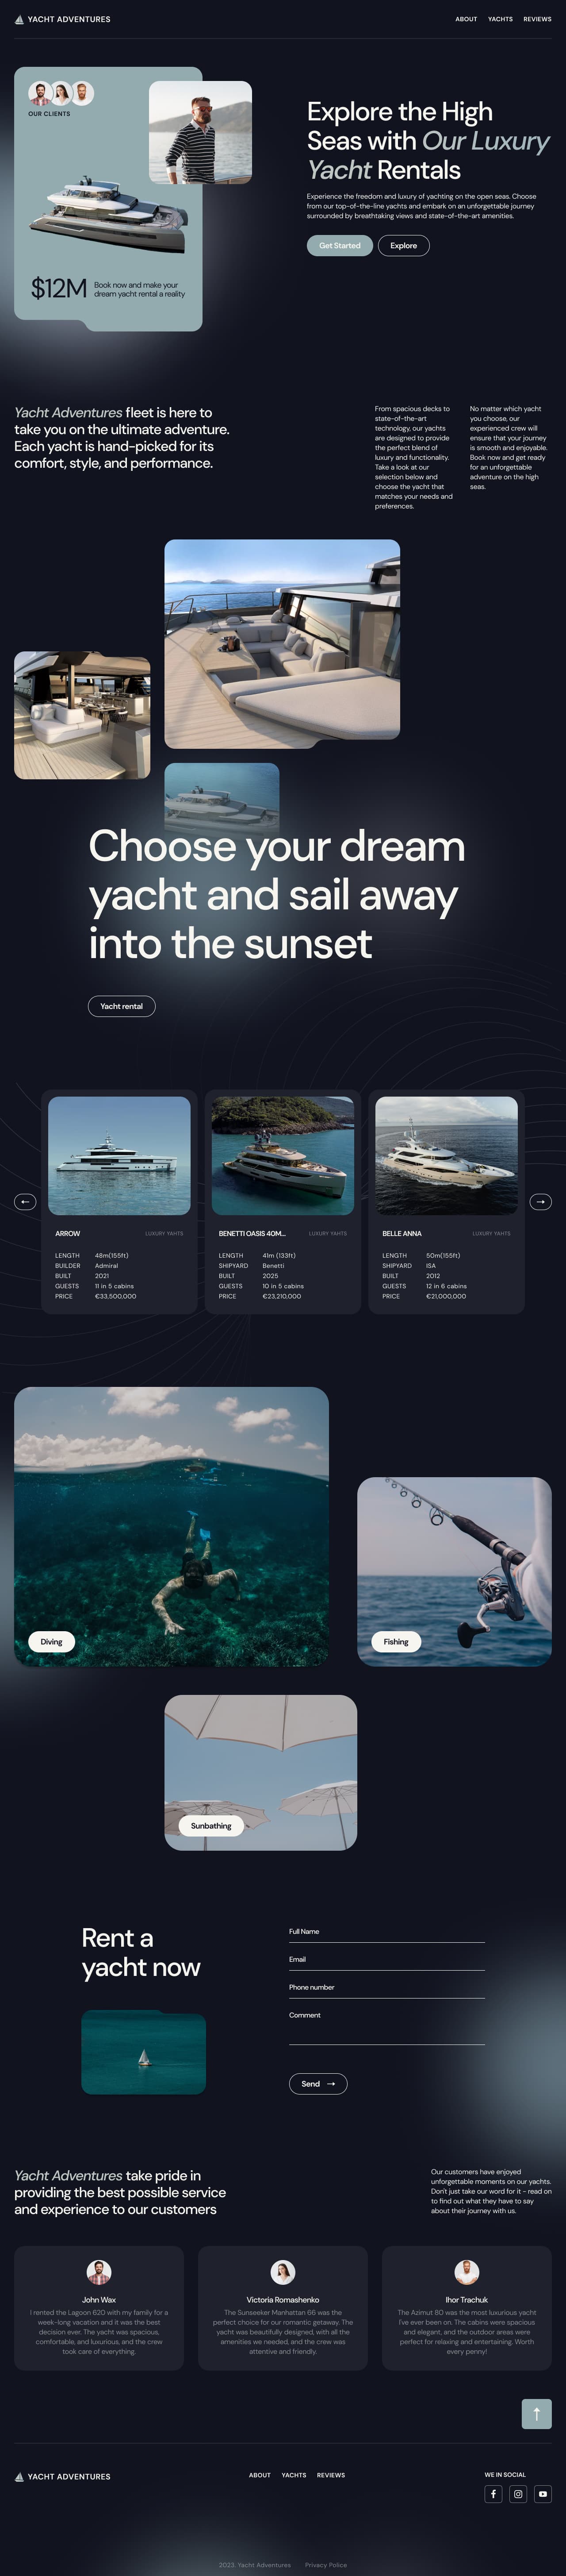 YACHT ADVENTURES
ABOUT YACHTS REVIEWS
OUR CLIENTS
$12M
Book now and make your
dream yacht rental a reality
Explore the High
Seas with Our Luxury
Yacht Rentals
Experience the freedom and luxury of yachting on the open seas. Choose
from our top-of-the-line yachts and embark on an unforgettable journey
surrounded by breathtaking views and state-of-the-art amenities.
Get Started
Explore
Yacht Adventures fleet is here to
take you on the ultimate adventure.
Each yacht is hand-picked for its
comfort, style, and performance.
From spacious decks to
state-of-the-art
technology, our yachts
are designed to provide
the perfect blend of
luxury and functionality.
Take a look at our
selection below and
choose the yacht that
matches your needs and
preferences.
No matter which yacht
you choose, our
experienced crew will
ensure that your journey
is smooth and enjoyable.
Book now and get ready
for an unforgettable
adventure on the high
seas.
Choose your dream
yacht and sail away
into the sunset
Yacht rental
ARROW LUXURY YAHTS
LENGTH 48m(155ft)
BUILDER Admiral
BUILT 2021
GUESTS 11 in 5 cabins
PRICE €33,500,000
BENETTI OASIS 40M... LUXURY YAHTS
LENGTH 41m (133ft)
SHIPYARD Benetti
BUILT 2025
GUESTS 10 in 5 cabins
PRICE €23,210,000
BELLE ANNA LUXURY YAHTS
LENGTH 50m(155ft)
SHIPYARD ISA
BUILT 2012
GUESTS 12 in 6 cabins
PRICE €21,000,000
Diving
Fishing
Sunbathing
Rent a
yacht now
Full Name
Email
Phone number
Comment
Send →
Yacht Adventures take pride in
providing the best possible service
and experience to our customers
Our customers have enjoyed
unforgettable moments on our yachts.
Don't just take our word for it - read on
to find out what they have to say
about their journey with us.
John Wax
I rented the Lagoon 620 with my family for a
week-long vacation and it was the best
decision ever. The yacht was spacious,
comfortable, and luxurious, and the crew
took care of everything.
Victoria Romashenko
The Sunseeker Manhattan 66 was the
perfect choice for our romantic getaway. The
yacht was beautifully designed, with all the
amenities we needed, and the crew was
attentive and friendly.
Ihor Trachuk
The Azimut 80 was the most luxurious yacht
I've ever been on. The cabins were spacious
and elegant, and the outdoor areas were
perfect for relaxing and entertaining. Worth
every penny!
YACHT ADVENTURES
ABOUT YACHTS REVIEWS
WE IN SOCIAL
2023. Yacht Adventures Privacy Police